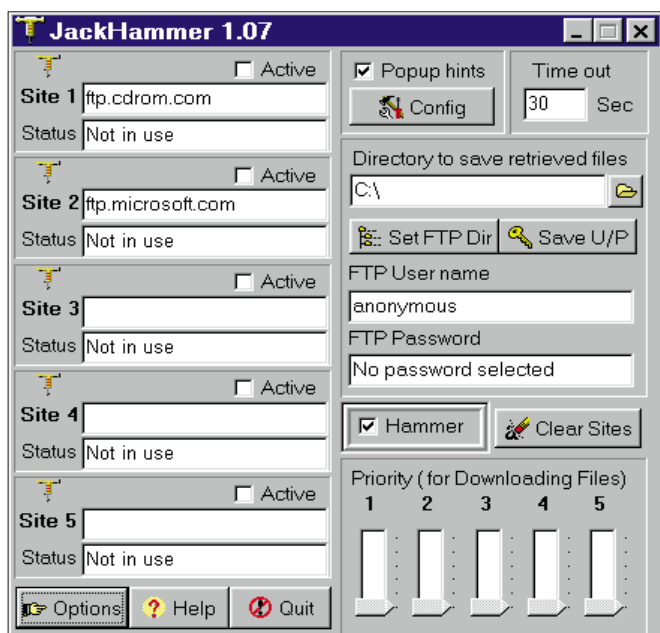 JackHammer 1.07
Active
Site 1 ftp.cdrom.com
Status Not in use
Active
Site 2 ftp.microsoft.com
Status Not in use
Active
Site 3
Status Not in use
Active
Site 4
Status Not in use
Active
Site 5
Status Not in use
Options Help Quit
Popup hints
Config
Time out
30 Sec
Directory to save retrieved files
C:\
Set FTP Dir Save U/P
FTP User name
anonymous
FTP Password
No password selected
Hammer Clear Sites
Priority ( for Downloading Files)
1 2 3 4 5